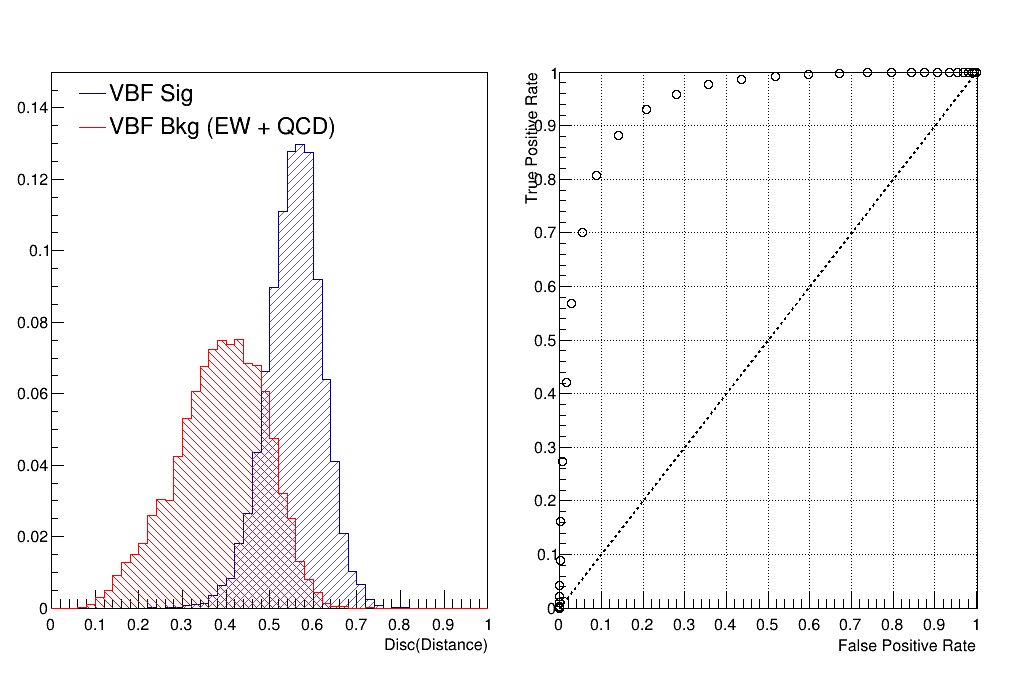 VBF Sig
VBF Bkg (EW + QCD)
0.14
0.12
0.1
0.08
0.06
0.04
0.02
0
0 0.1 0.2 0.3 0.4 0.5 0.6 0.7 0.8 0.9 1
Disc(Distance)
True Positive Rate
1
0.9
0.8
0.7
0.6
0.5
0.4
0.3
0.2
0.1
0
0 0.1 0.2 0.3 0.4 0.5 0.6 0.7 0.8 0.9 1
False Positive Rate